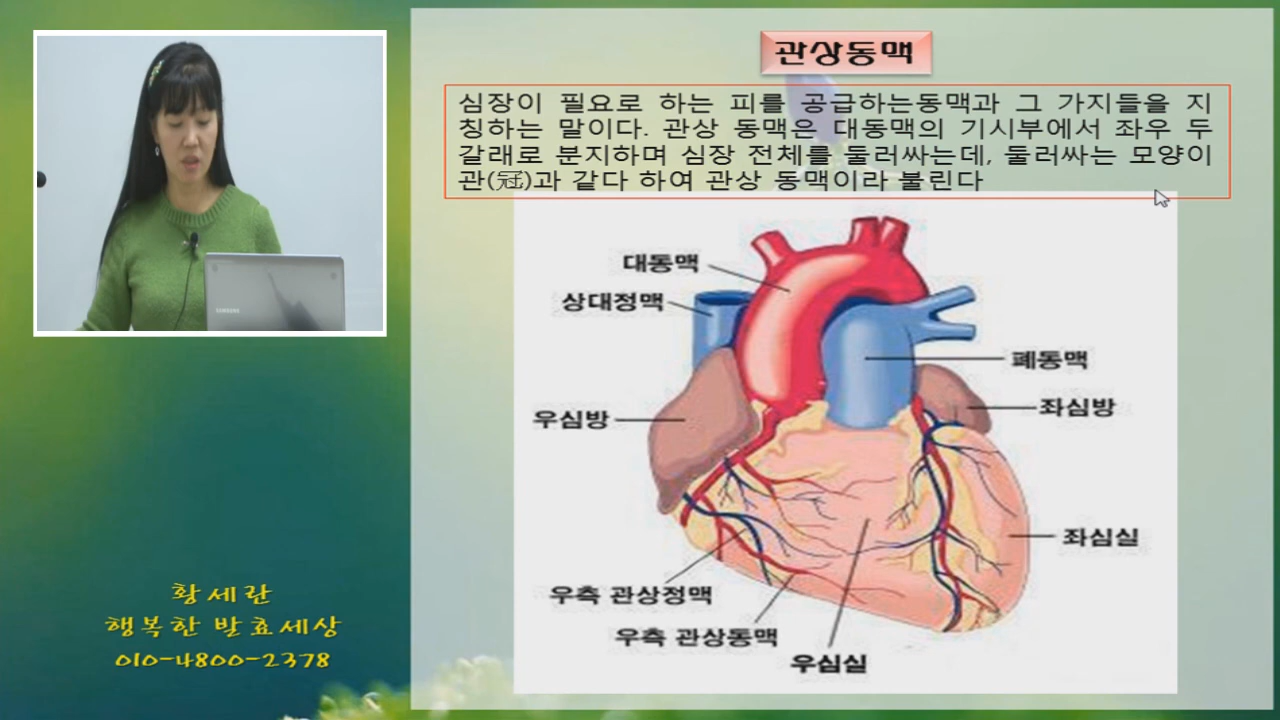 관상동맥
심장이 필요로 하는 피를 공급하는동맥과 그 가지들을 지
칭하는 말이다. 관상 동맥은 대동맥의 기시부에서 좌우 두
갈래로 분지하며 심장 전체를 둘러싸는데, 둘러싸는 모양이
관(冠)과 같다 하여 관상 동맥이라 불린다
대동맥
상대정맥
폐동맥
좌심방
우심방
좌심실
우측 관상정맥
우측 관상동맥
우심실
SAMSUNG
황세란
행복한 발효세상
010-4800-2378